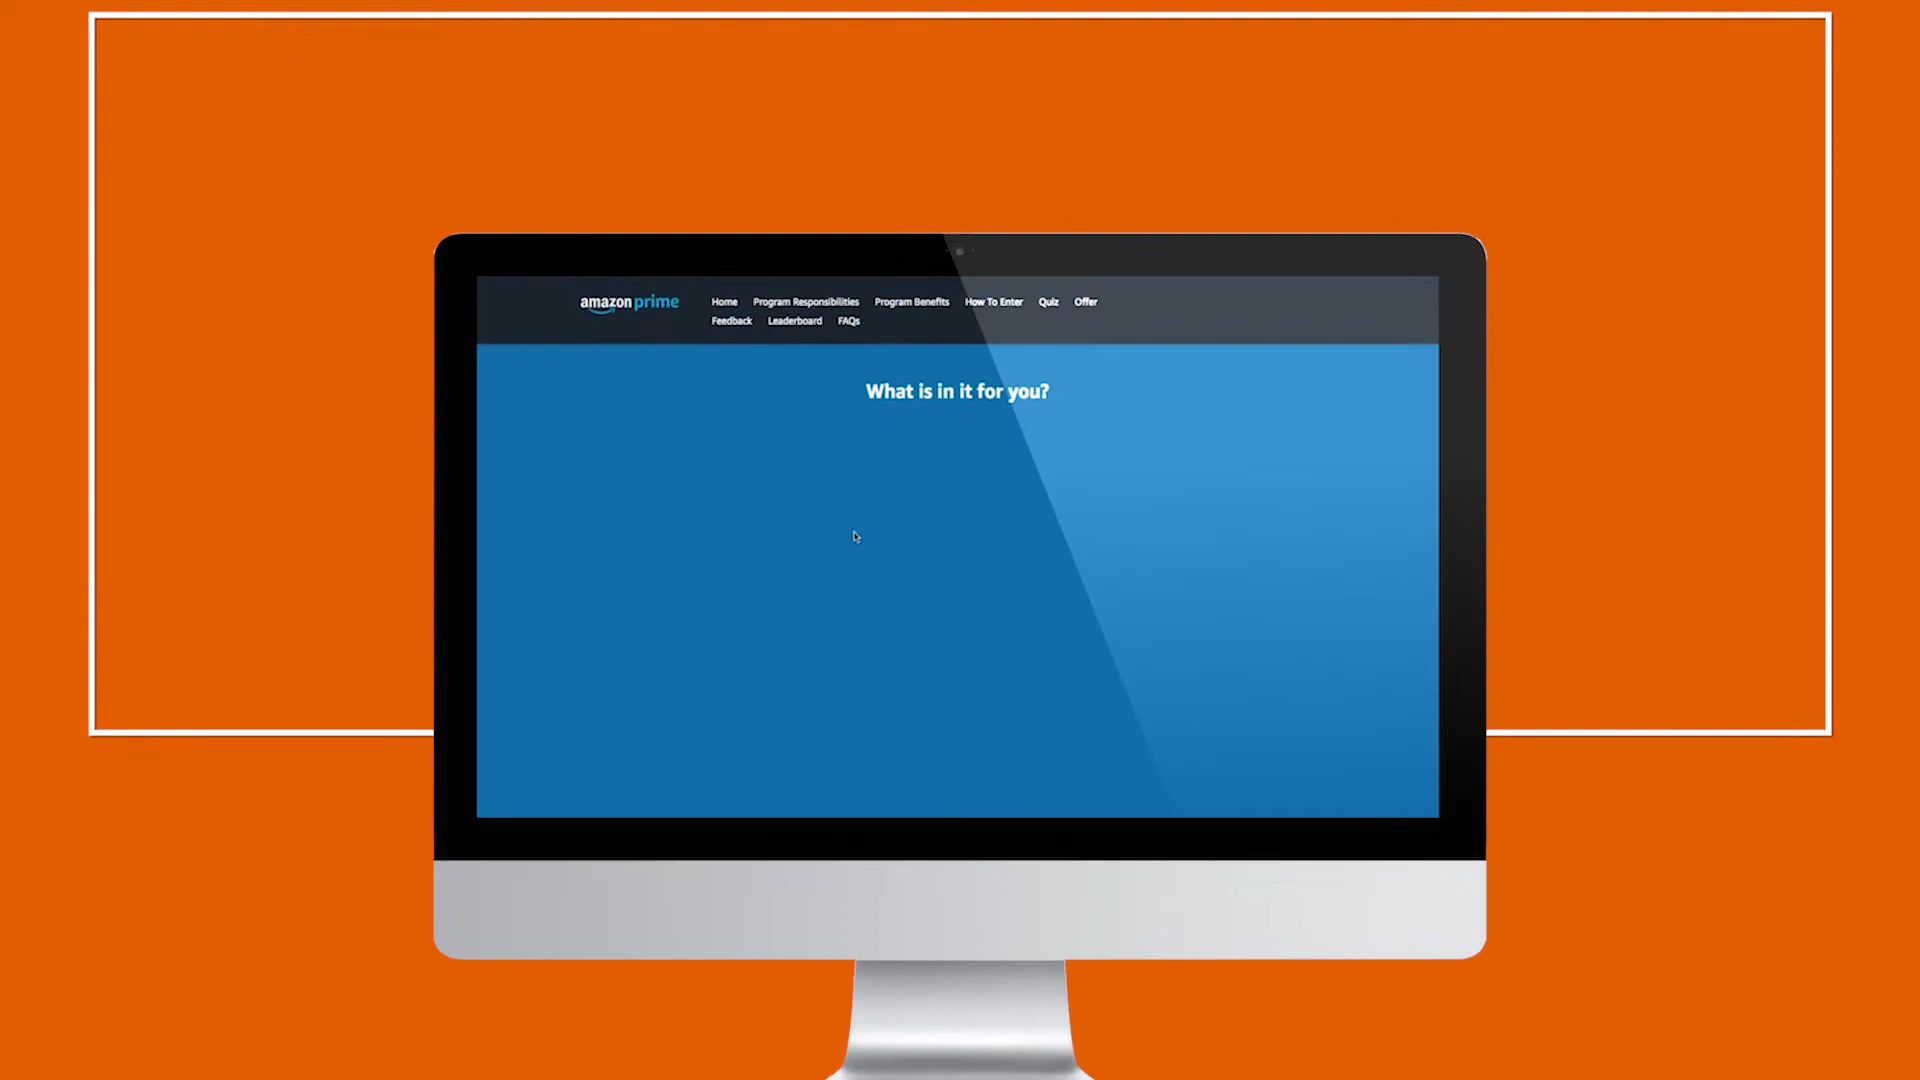 amazon prime
Home Program Responsibilities Program Benefits How To Enter Quiz Offer
Feedback Leaderboard FAQs
What is in it for you?